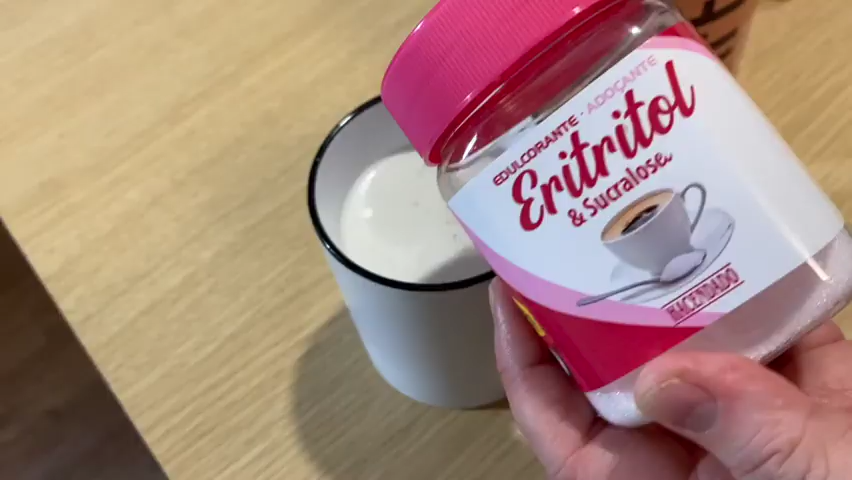 EDULCORANTE · ADOÇANTE
Eritritol
& Sucralose
HACENDADO